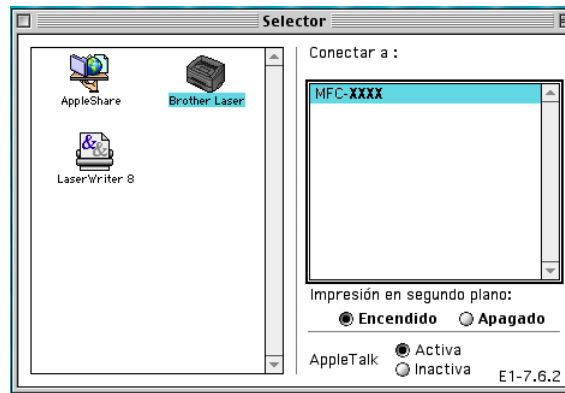 Selector
AppleShare
Brother Laser
LaserWriter 8
Conectar a :
MFC-XXXX
Impresión en segundo plano:
Encendido Apagado
AppleTalk Activa
Inactiva
E1-7.6.2